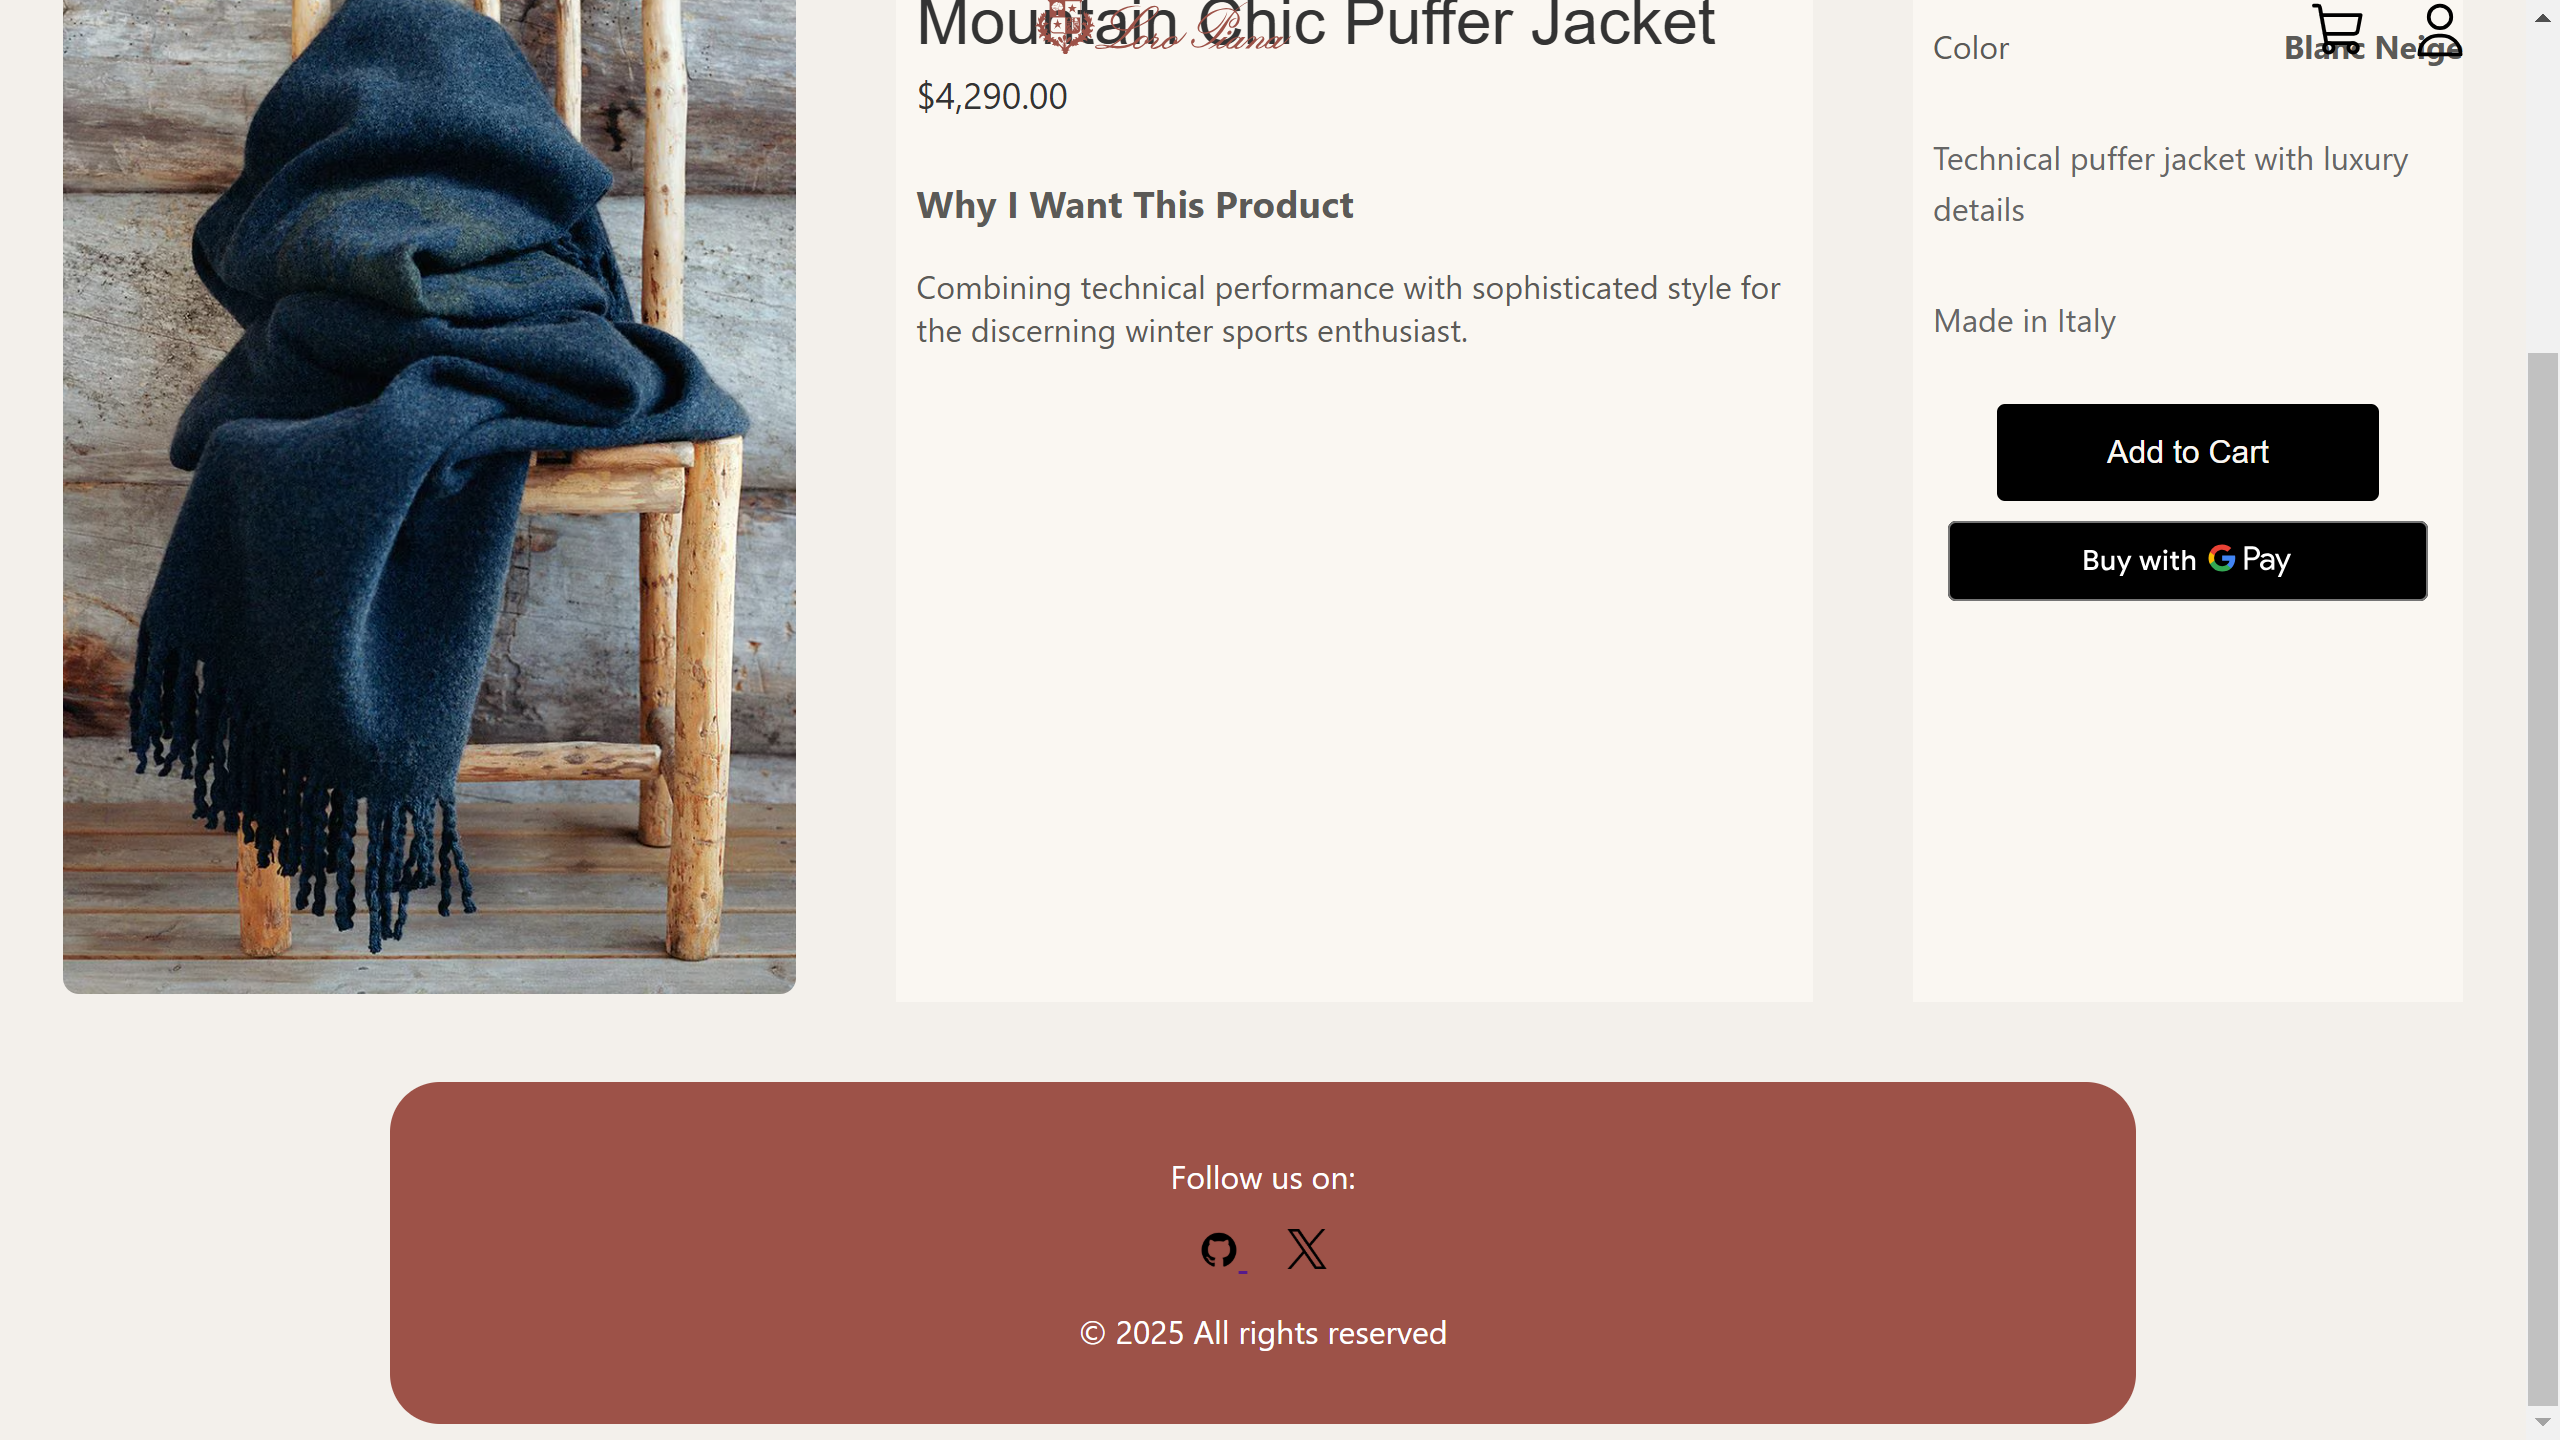 Mountain Chic Puffer Jacket
Loro Piana
$4,290.00
Why I Want This Product
Combining technical performance with sophisticated style for
the discerning winter sports enthusiast.
Color Blanc Neige
Technical puffer jacket with luxury
details
Made in Italy
Add to Cart
Buy with G Pay
Follow us on:
© 2025 All rights reserved